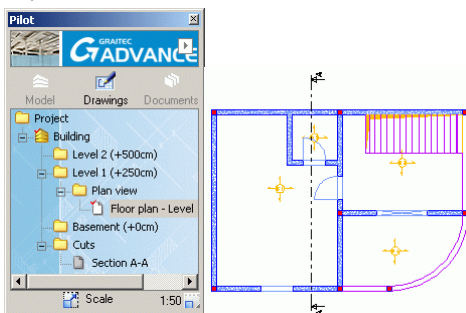 Pilot
GRAITEC
ADVANCE
Model Drawings Documents
Project
Building
Level 2 (+500cm)
Level 1 (+250cm)
Plan view
Floor plan - Level
Basement (+0cm)
Cuts
Section A-A
Scale 1:50